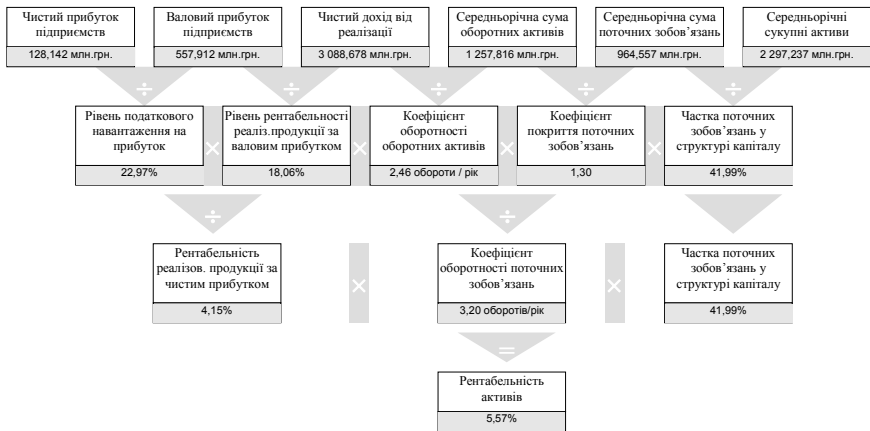 Чистий прибуток
підприємств
128,142 млн.грн.
Валовий прибуток
підприємств
557,912 млн.грн.
Чистий дохід від
реалізації
3 088,678 млн.грн.
Середньорічна сума
оборотних активів
1 257,816 млн.грн.
Середньорічна сума
поточних зобов’язань
964,557 млн.грн.
Середньорічні
сукупні активи
2 297,237 млн.грн.
÷ ÷ ÷ ÷ ÷
Рівень податкового
навантаження на
прибуток
22,97%
×
Рівень рентабельності
реаліз.продукції за
валовим прибутком
18,06%
×
Коефіцієнт
оборотності
оборотних активів
2,46 обороти / рік
×
Коефіцієнт
покриття поточних
зобов’язань
1,30
×
Частка поточних
зобов’язань у
структурі капіталу
41,99%
÷ ÷
Рентабельність
реалізов. продукції за
чистим прибутком
4,15%
×
Коефіцієнт
оборотності поточних
зобов’язань
3,20 оборотів/рік
×
Частка поточних
зобов’язань у
структурі капіталу
41,99%
=
Рентабельність
активів
5,57%